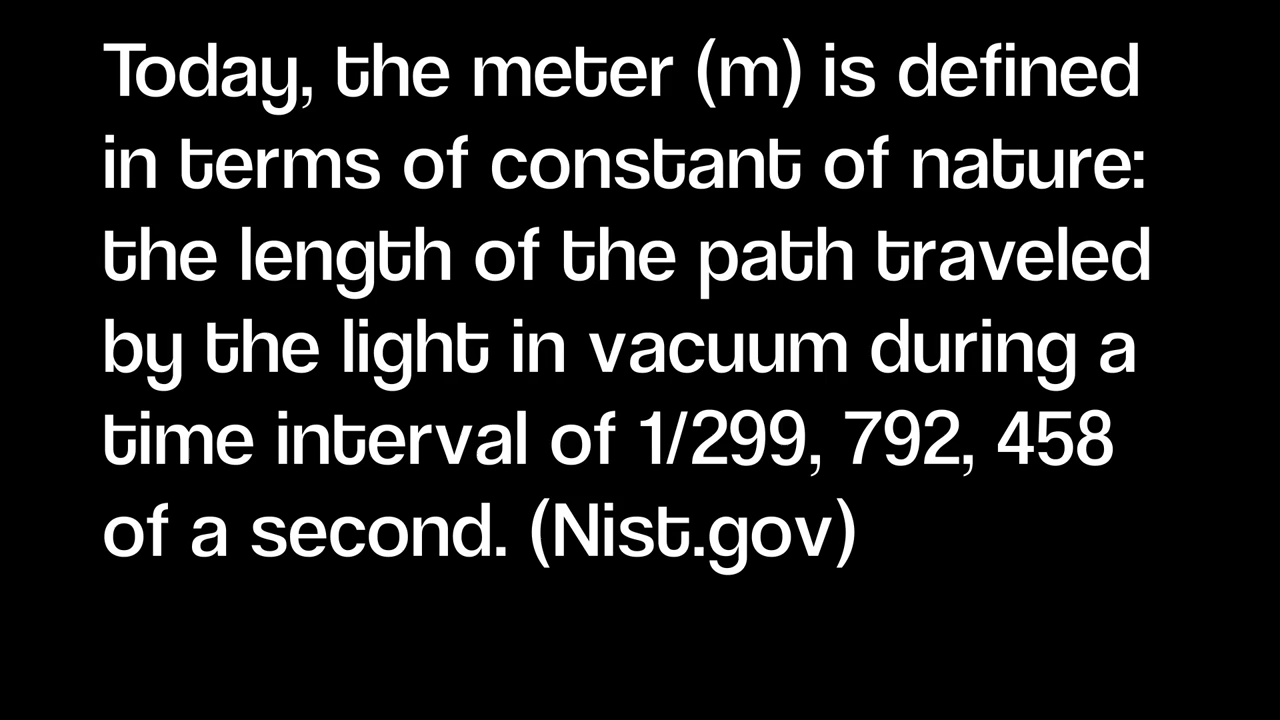 Today, the meter (m) is defined
in terms of constant of nature:
the length of the path traveled
by the light in vacuum during a
time interval of 1/299, 792, 458
of a second. (Nist.gov)